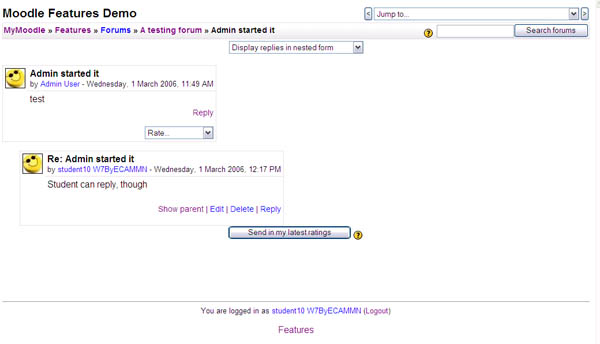 Moodle Features Demo
< Jump to... >
MyMoodle » Features » Forums » A testing forum » Admin started it ? Search forums
Display replies in nested form
Admin started it
by Admin User - Wednesday, 1 March 2006, 11:49 AM
test
Reply
Rate...
Re: Admin started it
by student10 W7ByECAMMN - Wednesday, 1 March 2006, 12:17 PM
Student can reply, though
Show parent | Edit | Delete | Reply
Send in my latest ratings ?
You are logged in as student10 W7ByECAMMN (Logout)
Features